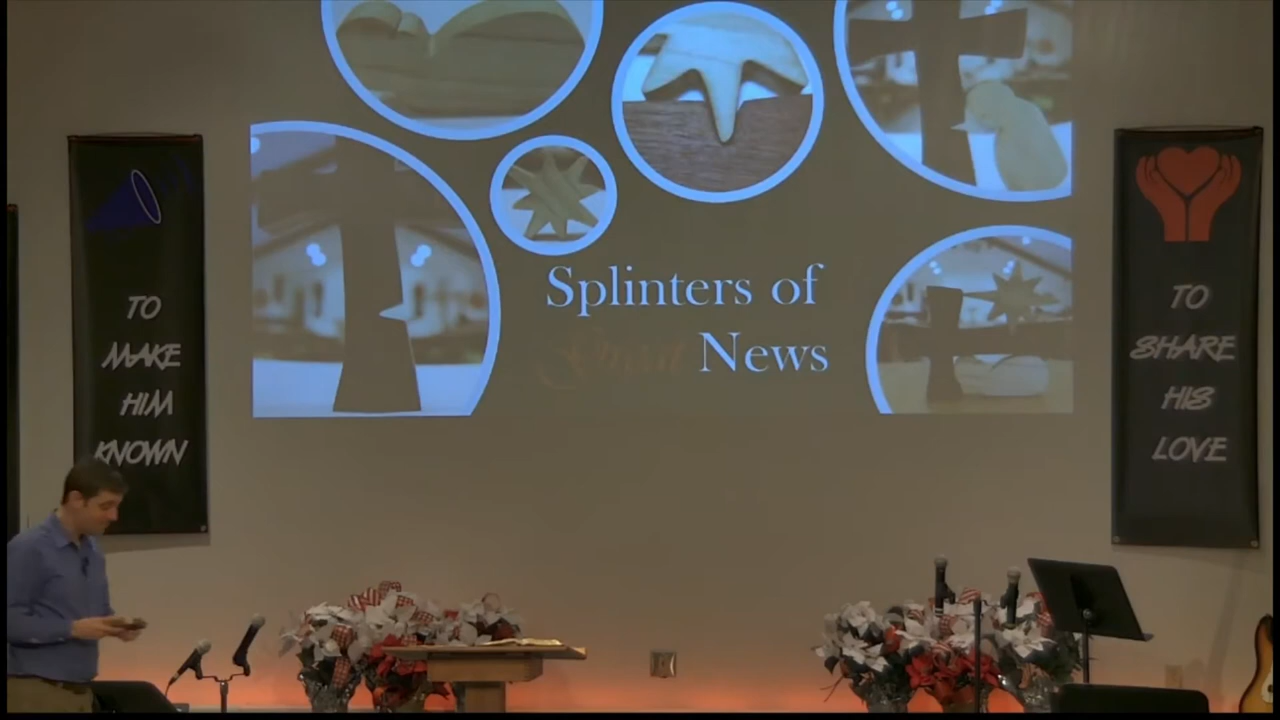 Splinters of
News
TO
MAKE
HIM
KNOWN
TO
SHARE
HIS
LOVE